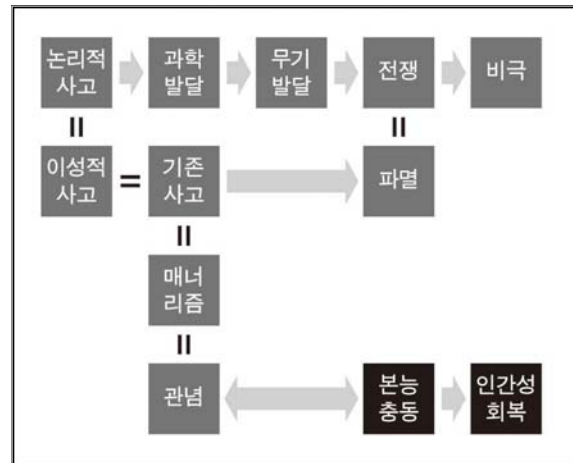 논리적
사고
과학
발달
무기
발달
전쟁
비극
=
=
이성적
사고
=
기존
사고
파멸
=
매너
리즘
=
관념
본능
충동
인간성
회복